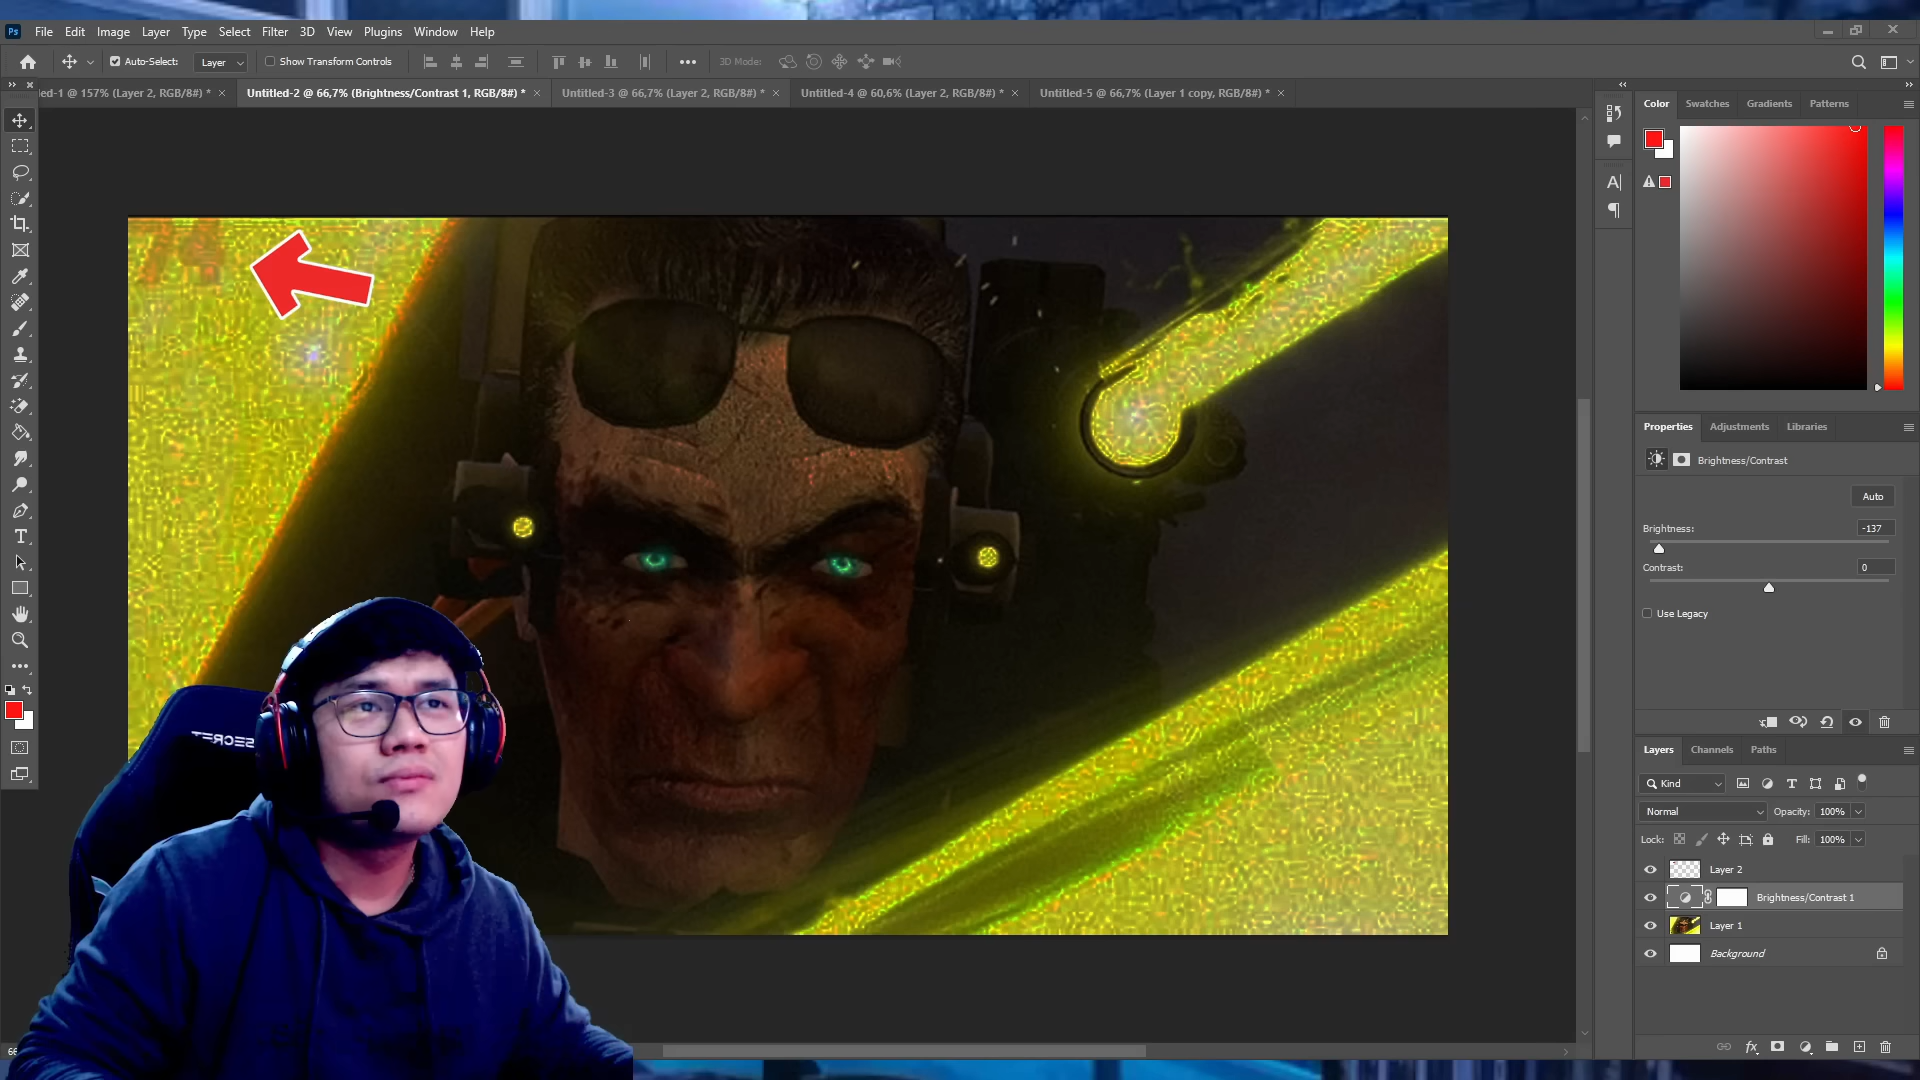 Ps File Edit Image Layer Type Select Filter 3D View Plugins Window Help
Auto-Select: Layer Show Transform Controls 3D Mode:
ed-1 @ 157% (Layer 2, RGB/8#) * Untitled-2 @ 66,7% (Brightness/Contrast 1, RGB/8#) * Untitled-3 @ 66,7% (Layer 2, RGB/8#) * Untitled-4 @ 60,6% (Layer 2, RGB/8#) * Untitled-5 @ 66,7% (Layer 1 copy, RGB/8#) *
Color Swatches Gradients Patterns
Properties Adjustments Libraries
Brightness/Contrast
Auto
Brightness: -137
Contrast: 0
Use Legacy
SECRET
Layers Channels Paths
Kind
Normal Opacity: 100%
Lock: Fill: 100%
Layer 2
Brightness/Contrast 1
Layer 1
Background
fx